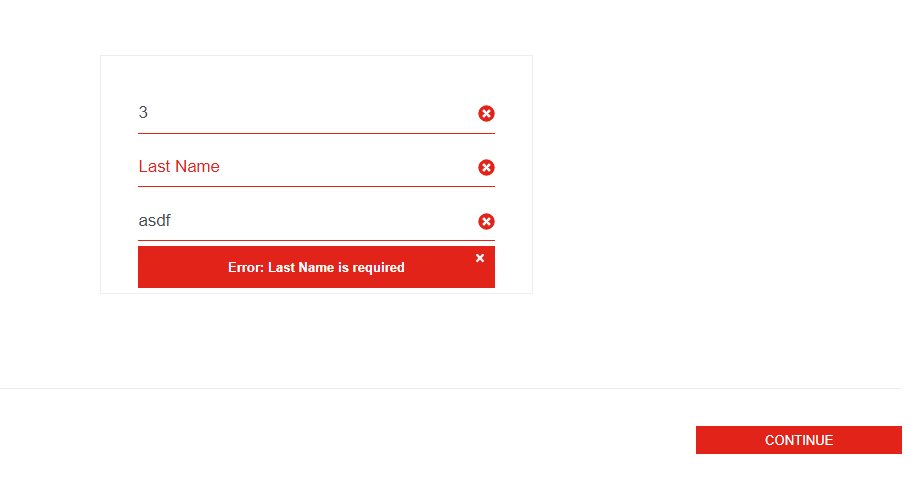 3
Last Name
asdf
Error: Last Name is required
CONTINUE